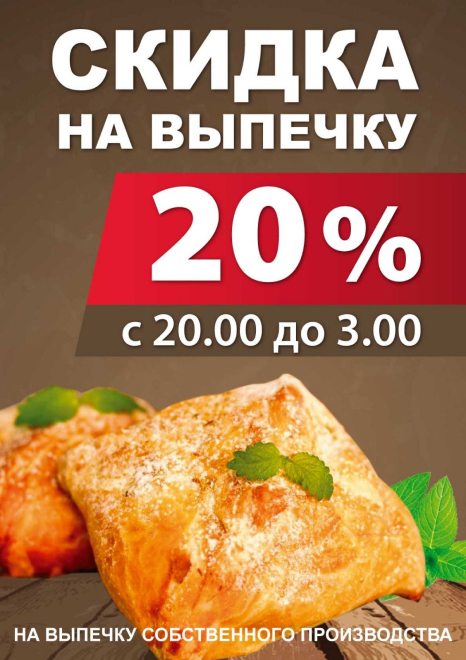 СКИДКА
НА ВЫПЕЧКУ
20%
с 20.00 до 3.00
НА ВЫПЕЧКУ СОБСТВЕННОГО ПРОИЗВОДСТВА